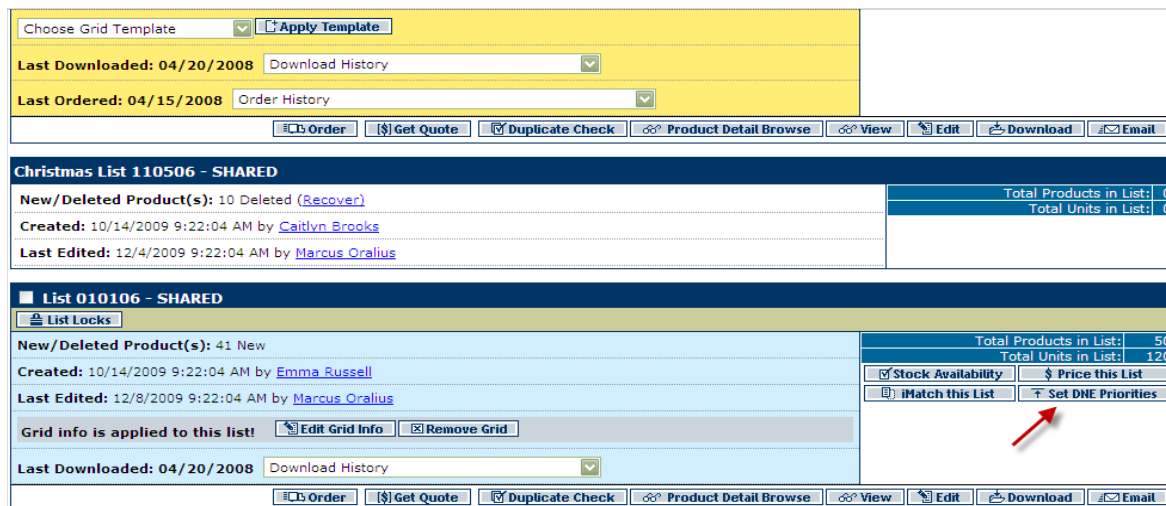 Choose Grid Template Apply Template
Last Downloaded: 04/20/2008 Download History
Last Ordered: 04/15/2008 Order History
Order [$] Get Quote Duplicate Check Product Detail Browse View Edit Download Email
Christmas List 110506 - SHARED
New/Deleted Product(s): 10 Deleted (Recover) Total Products in List:
Total Units in List:
Created: 10/14/2009 9:22:04 AM by Caitlyn Brooks
Last Edited: 12/4/2009 9:22:04 AM by Marcus Oralius
List 010106 - SHARED
List Locks
New/Deleted Product(s): 41 New Total Products in List: 50
Total Units in List: 120
Created: 10/14/2009 9:22:04 AM by Emma Russell Stock Availability $ Price this List
Last Edited: 12/8/2009 9:22:04 AM by Marcus Oralius iMatch this List Set DNE Priorities
Grid info is applied to this list! Edit Grid Info Remove Grid
Last Downloaded: 04/20/2008 Download History
Order [$] Get Quote Duplicate Check Product Detail Browse View Edit Download Email